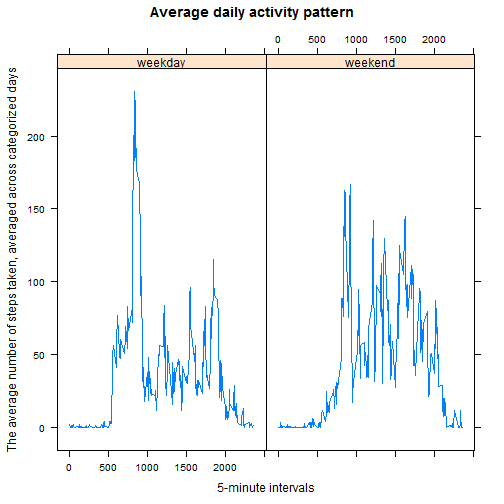 Average daily activity pattern
0 500 1000 1500 2000
weekday weekend
The average number of steps taken, averaged across categorized days
200
150
100
50
0
0 500 1000 1500 2000
5-minute intervals